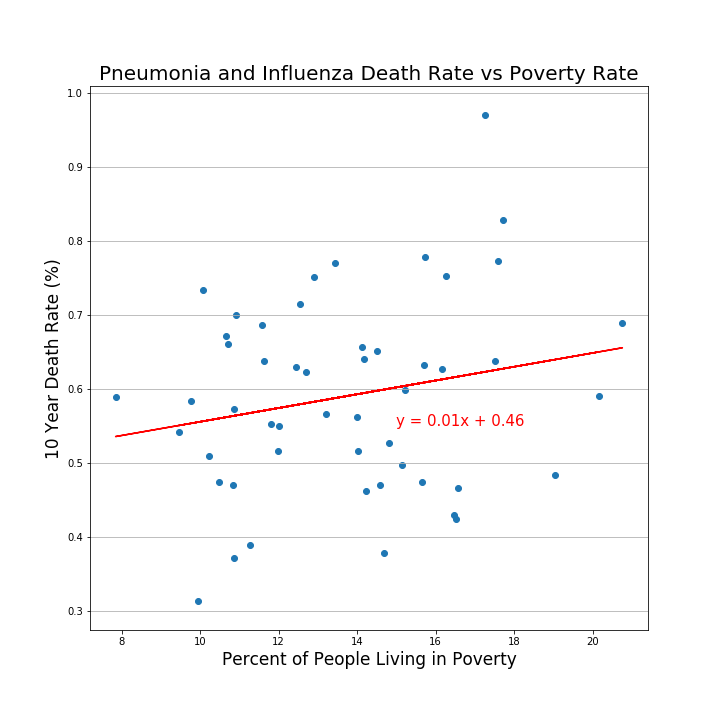 Pneumonia and Influenza Death Rate vs Poverty Rate
1.0
0.9
0.8
0.7
0.6
0.5
0.4
0.3
10 Year Death Rate (%)
y = 0.01x + 0.46
8 10 12 14 16 18 20
Percent of People Living in Poverty